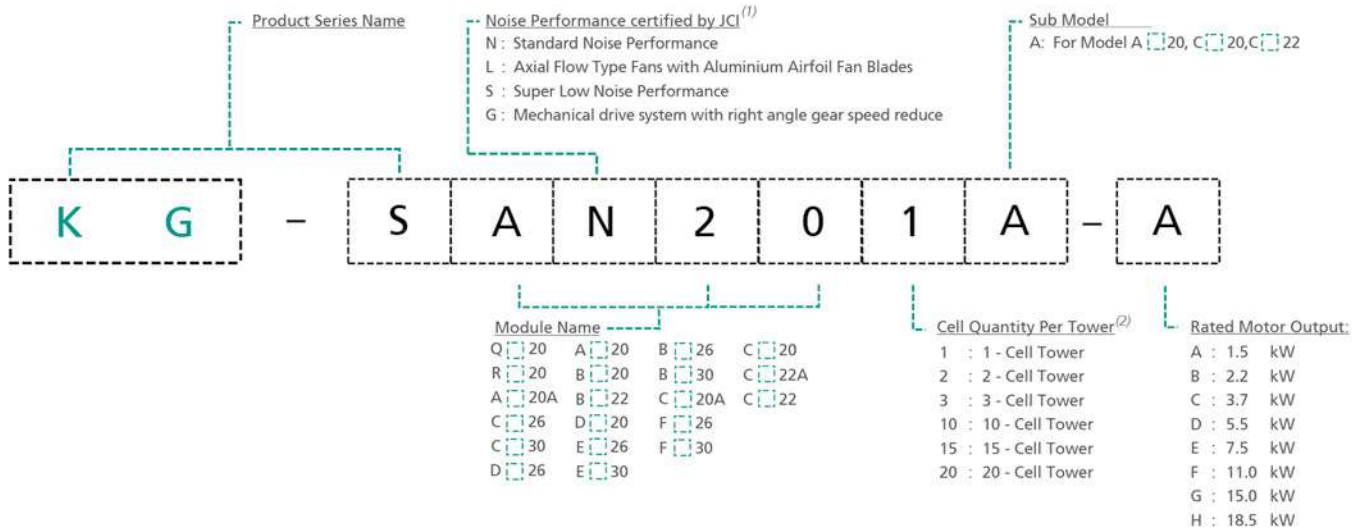 Product Series Name
Noise Performance certified by JCI(1)
N : Standard Noise Performance
L : Axial Flow Type Fans with Aluminium Airfoil Fan Blades
S : Super Low Noise Performance
G : Mechanical drive system with right angle gear speed reduce
Sub Model
A: For Model A 20, C 20,C 22
K G – S A N 2 0 1 A – A
Module Name
Q 20 A 20 B 26 C 20
R 20 B 20 B 30 C 22A
A 20A B 22 C 20A C 22
C 26 D 20 F 26
C 30 E 26 F 30
D 26 E 30
Cell Quantity Per Tower(2)
1 : 1 - Cell Tower
2 : 2 - Cell Tower
3 : 3 - Cell Tower
10 : 10 - Cell Tower
15 : 15 - Cell Tower
20 : 20 - Cell Tower
Rated Motor Output:
A : 1.5 kW
B : 2.2 kW
C : 3.7 kW
D : 5.5 kW
E : 7.5 kW
F : 11.0 kW
G : 15.0 kW
H : 18.5 kW